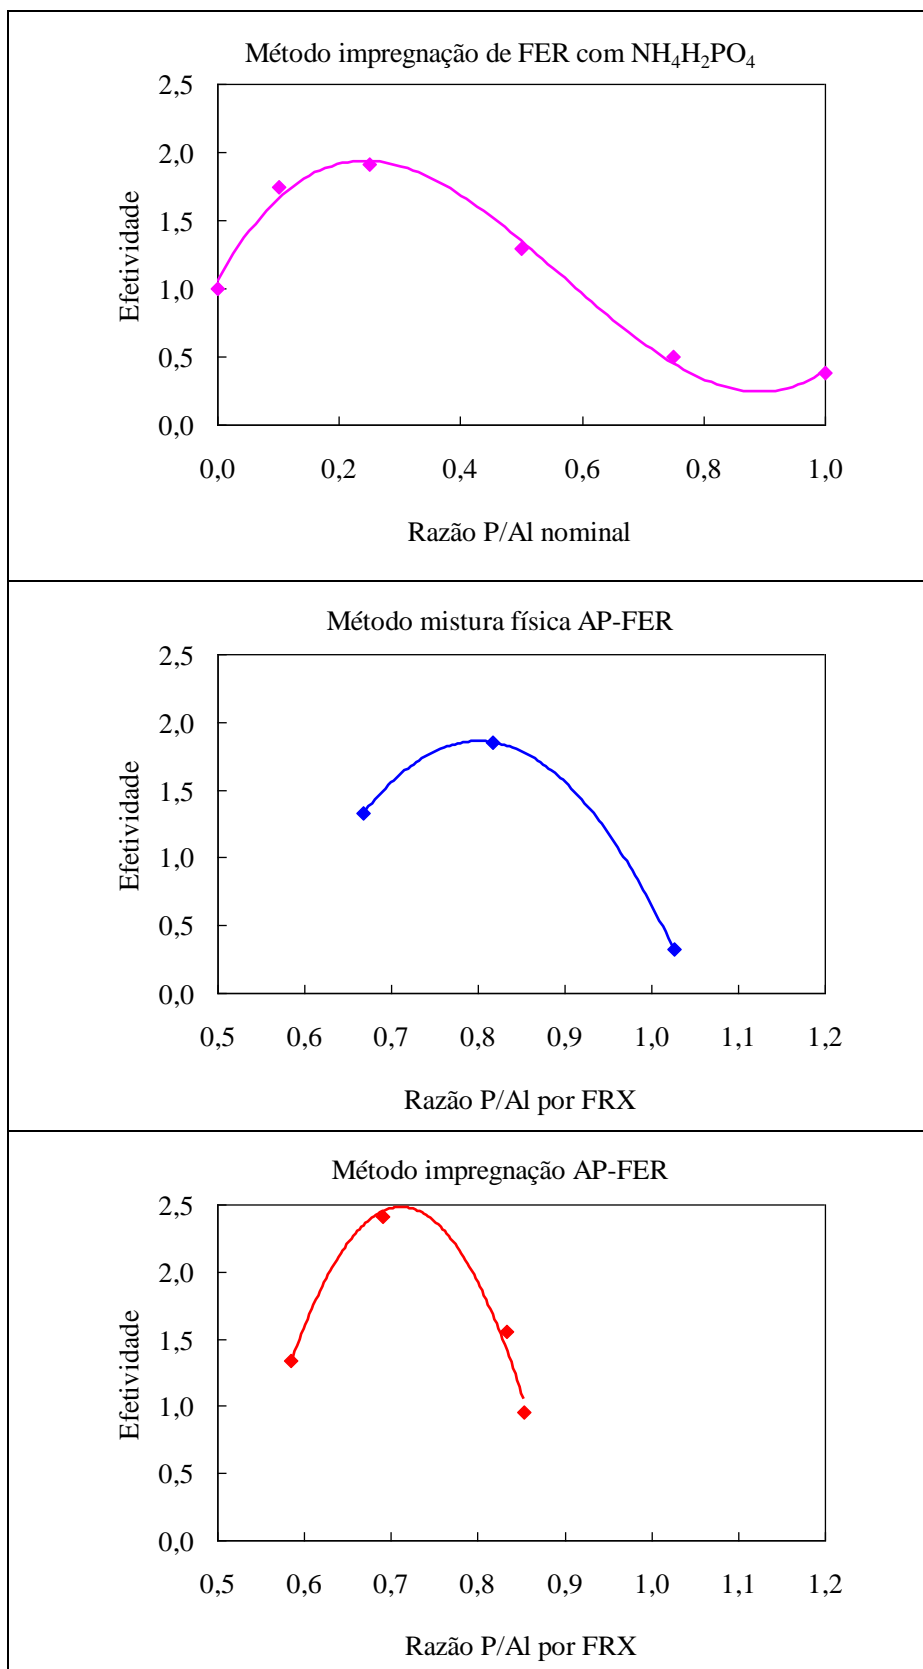 Método impregnação de FER com NH₄H₂PO₄
2,5
2,0
1,5
1,0
0,5
0,0
Efetividade
0,0 0,2 0,4 0,6 0,8 1,0
Razão P/Al nominal
Método mistura física AP-FER
2,5
2,0
1,5
1,0
0,5
0,0
Efetividade
0,5 0,6 0,7 0,8 0,9 1,0 1,1 1,2
Razão P/Al por FRX
Método impregnação AP-FER
2,5
2,0
1,5
1,0
0,5
0,0
Efetividade
0,5 0,6 0,7 0,8 0,9 1,0 1,1 1,2
Razão P/Al por FRX